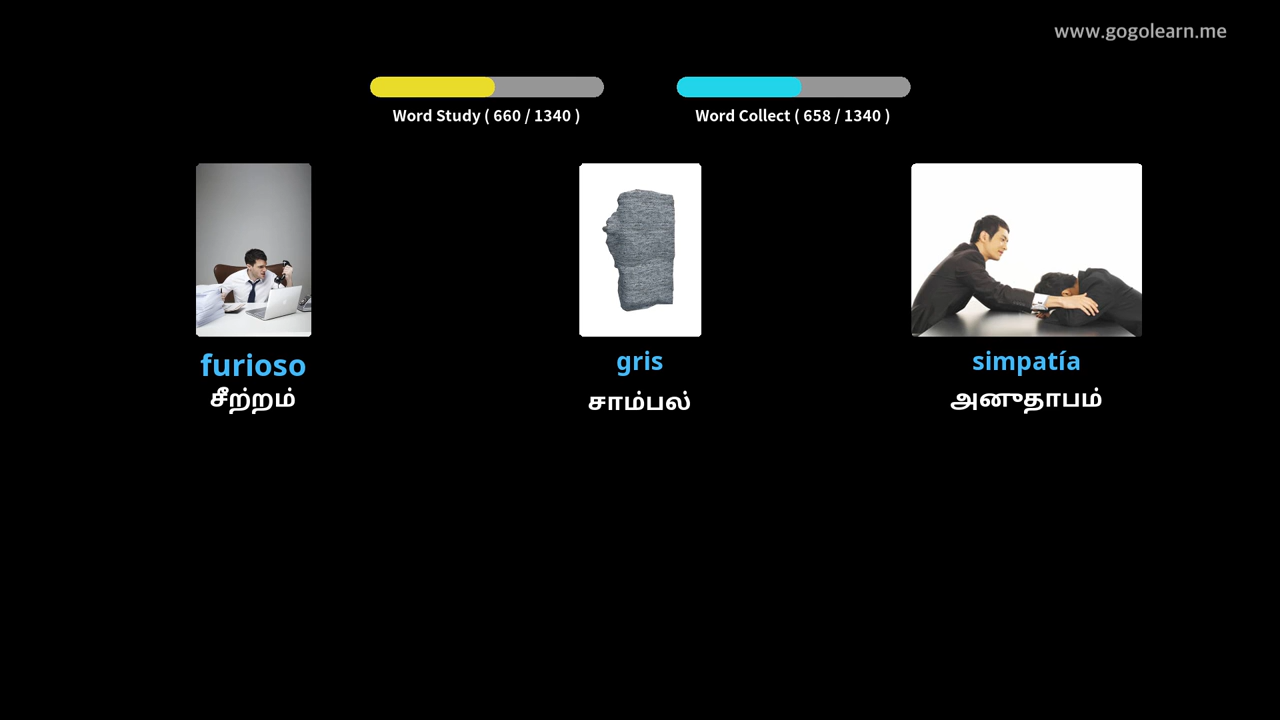 www.gogolearn.me
Word Study ( 660 / 1340 )
Word Collect ( 658 / 1340 )
furioso
சீற்றம்
gris
சாம்பல்
simpatía
அனுதாபம்